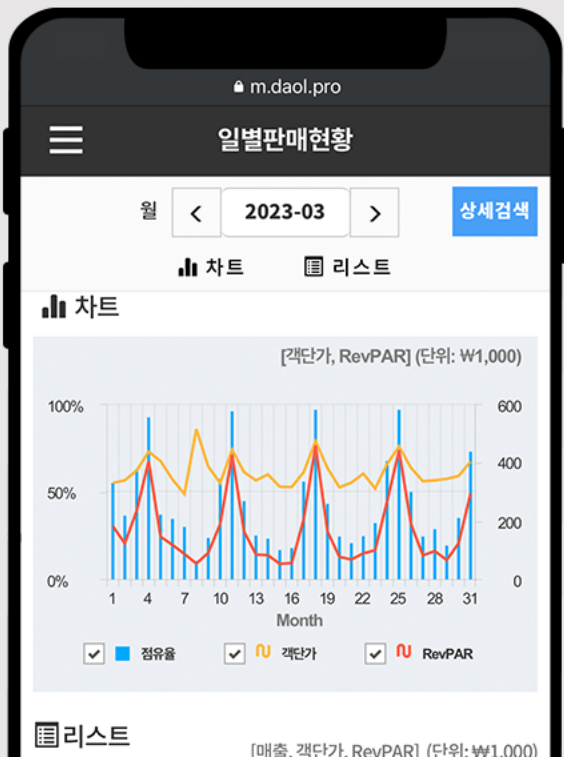 m.daol.pro
일별판매현황
월 < 2023-03 > 상세검색
차트 리스트
차트
[객단가, RevPAR] (단위: ₩1,000)
100% 600
400
50%
200
0% 0
1 4 7 10 13 16 19 22 25 28 31
Month
점유율 객단가 RevPAR
리스트
[매출, 객단가, RevPAR] (단위: ₩1,000)